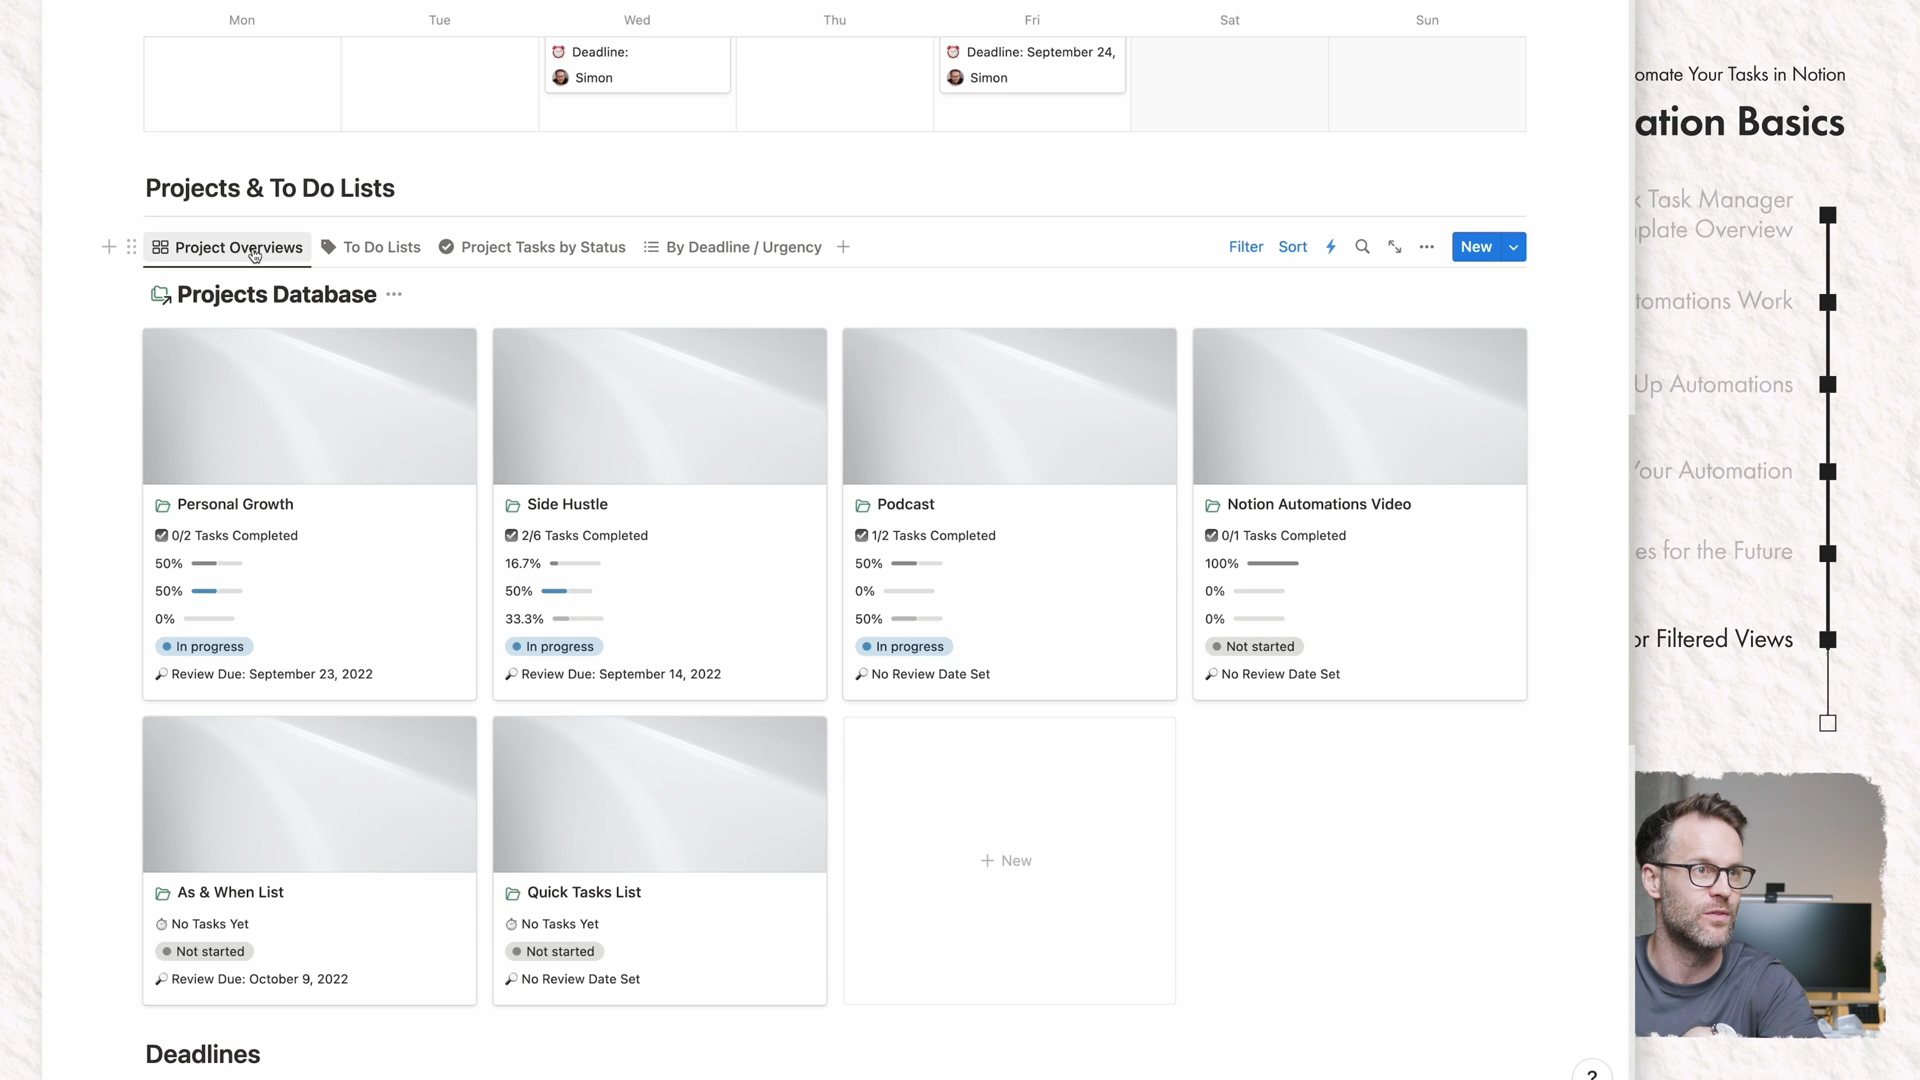 Mon Tue Wed Thu Fri Sat Sun
Deadline:
Simon
Deadline: September 24,
Simon
Projects & To Do Lists
Project Overviews To Do Lists Project Tasks by Status By Deadline / Urgency
Filter Sort New
Projects Database
Personal Growth
0/2 Tasks Completed
50%
50%
0%
In progress
Review Due: September 23, 2022
Side Hustle
2/6 Tasks Completed
16.7%
50%
33.3%
In progress
Review Due: September 14, 2022
Podcast
1/2 Tasks Completed
50%
0%
50%
In progress
No Review Date Set
Notion Automations Video
0/1 Tasks Completed
100%
0%
0%
Not started
No Review Date Set
As & When List
No Tasks Yet
Not started
Review Due: October 9, 2022
Quick Tasks List
No Tasks Yet
Not started
No Review Date Set
+ New
Deadlines
?
omate Your Tasks in Notion
ation Basics
k Task Manager
plate Overview
tomations Work
Up Automations
Your Automation
es for the Future
or Filtered Views